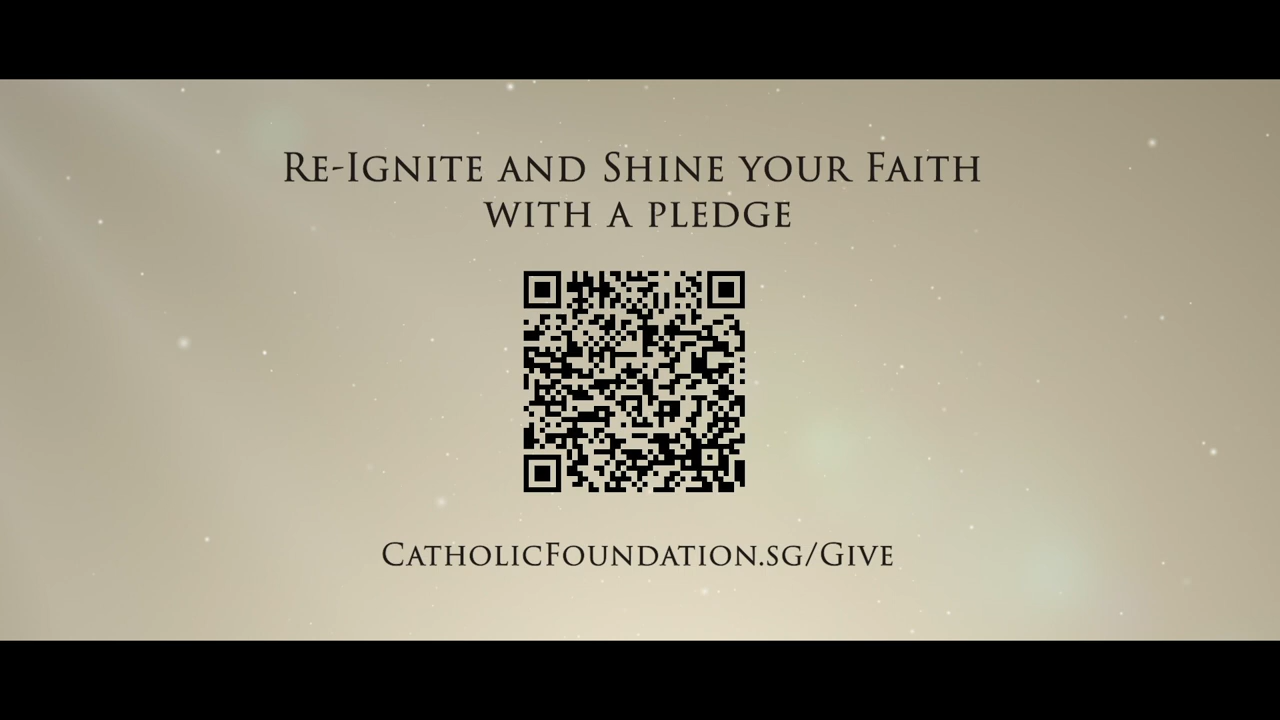 Re-Ignite and Shine your Faith
with a pledge
CatholicFoundation.sg/Give